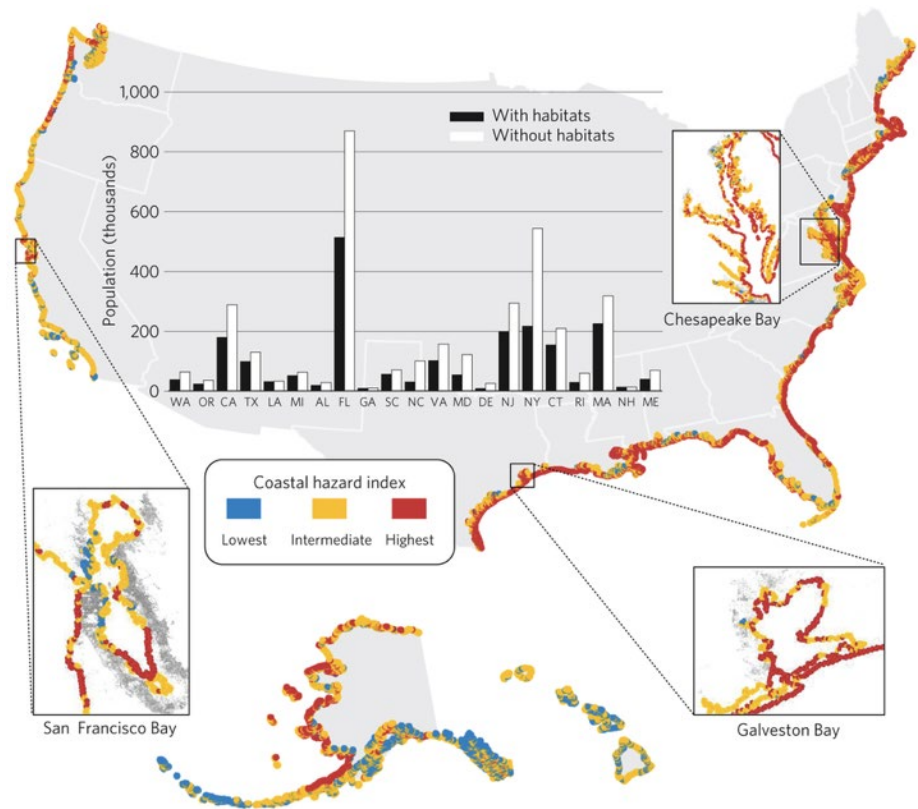 1,000
800
600
400
200
0
Population (thousands)
With habitats
Without habitats
WA OR CA TX LA MI AL FL GA SC NC VA MD DE NJ NY CT RI MA NH ME
Chesapeake Bay
Coastal hazard index
Lowest Intermediate Highest
San Francisco Bay
Galveston Bay